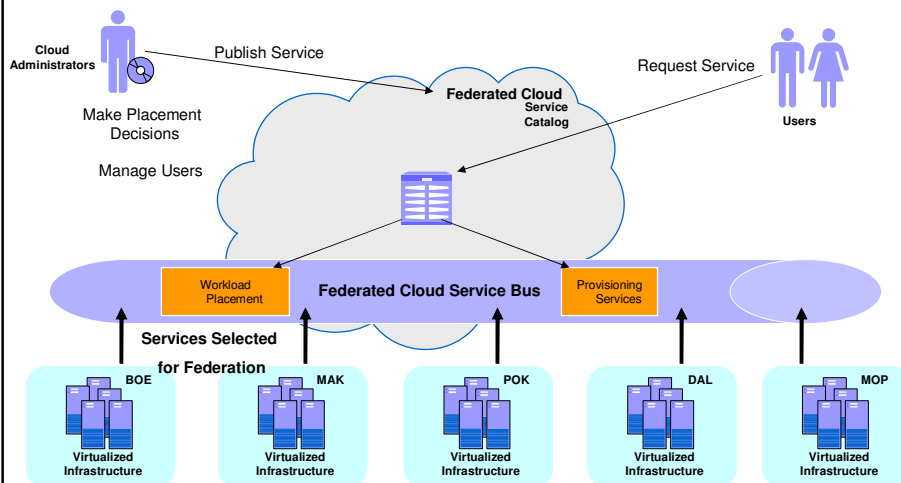 Cloud
Administrators
Publish Service
Request Service
Federated Cloud
Service
Catalog
Users
Make Placement
Decisions
Manage Users
Workload
Placement
Federated Cloud Service Bus
Provisioning
Services
Services Selected
for Federation
BOE
Virtualized
Infrastructure
MAK
Virtualized
Infrastructure
POK
Virtualized
Infrastructure
DAL
Virtualized
Infrastructure
MOP
Virtualized
Infrastructure